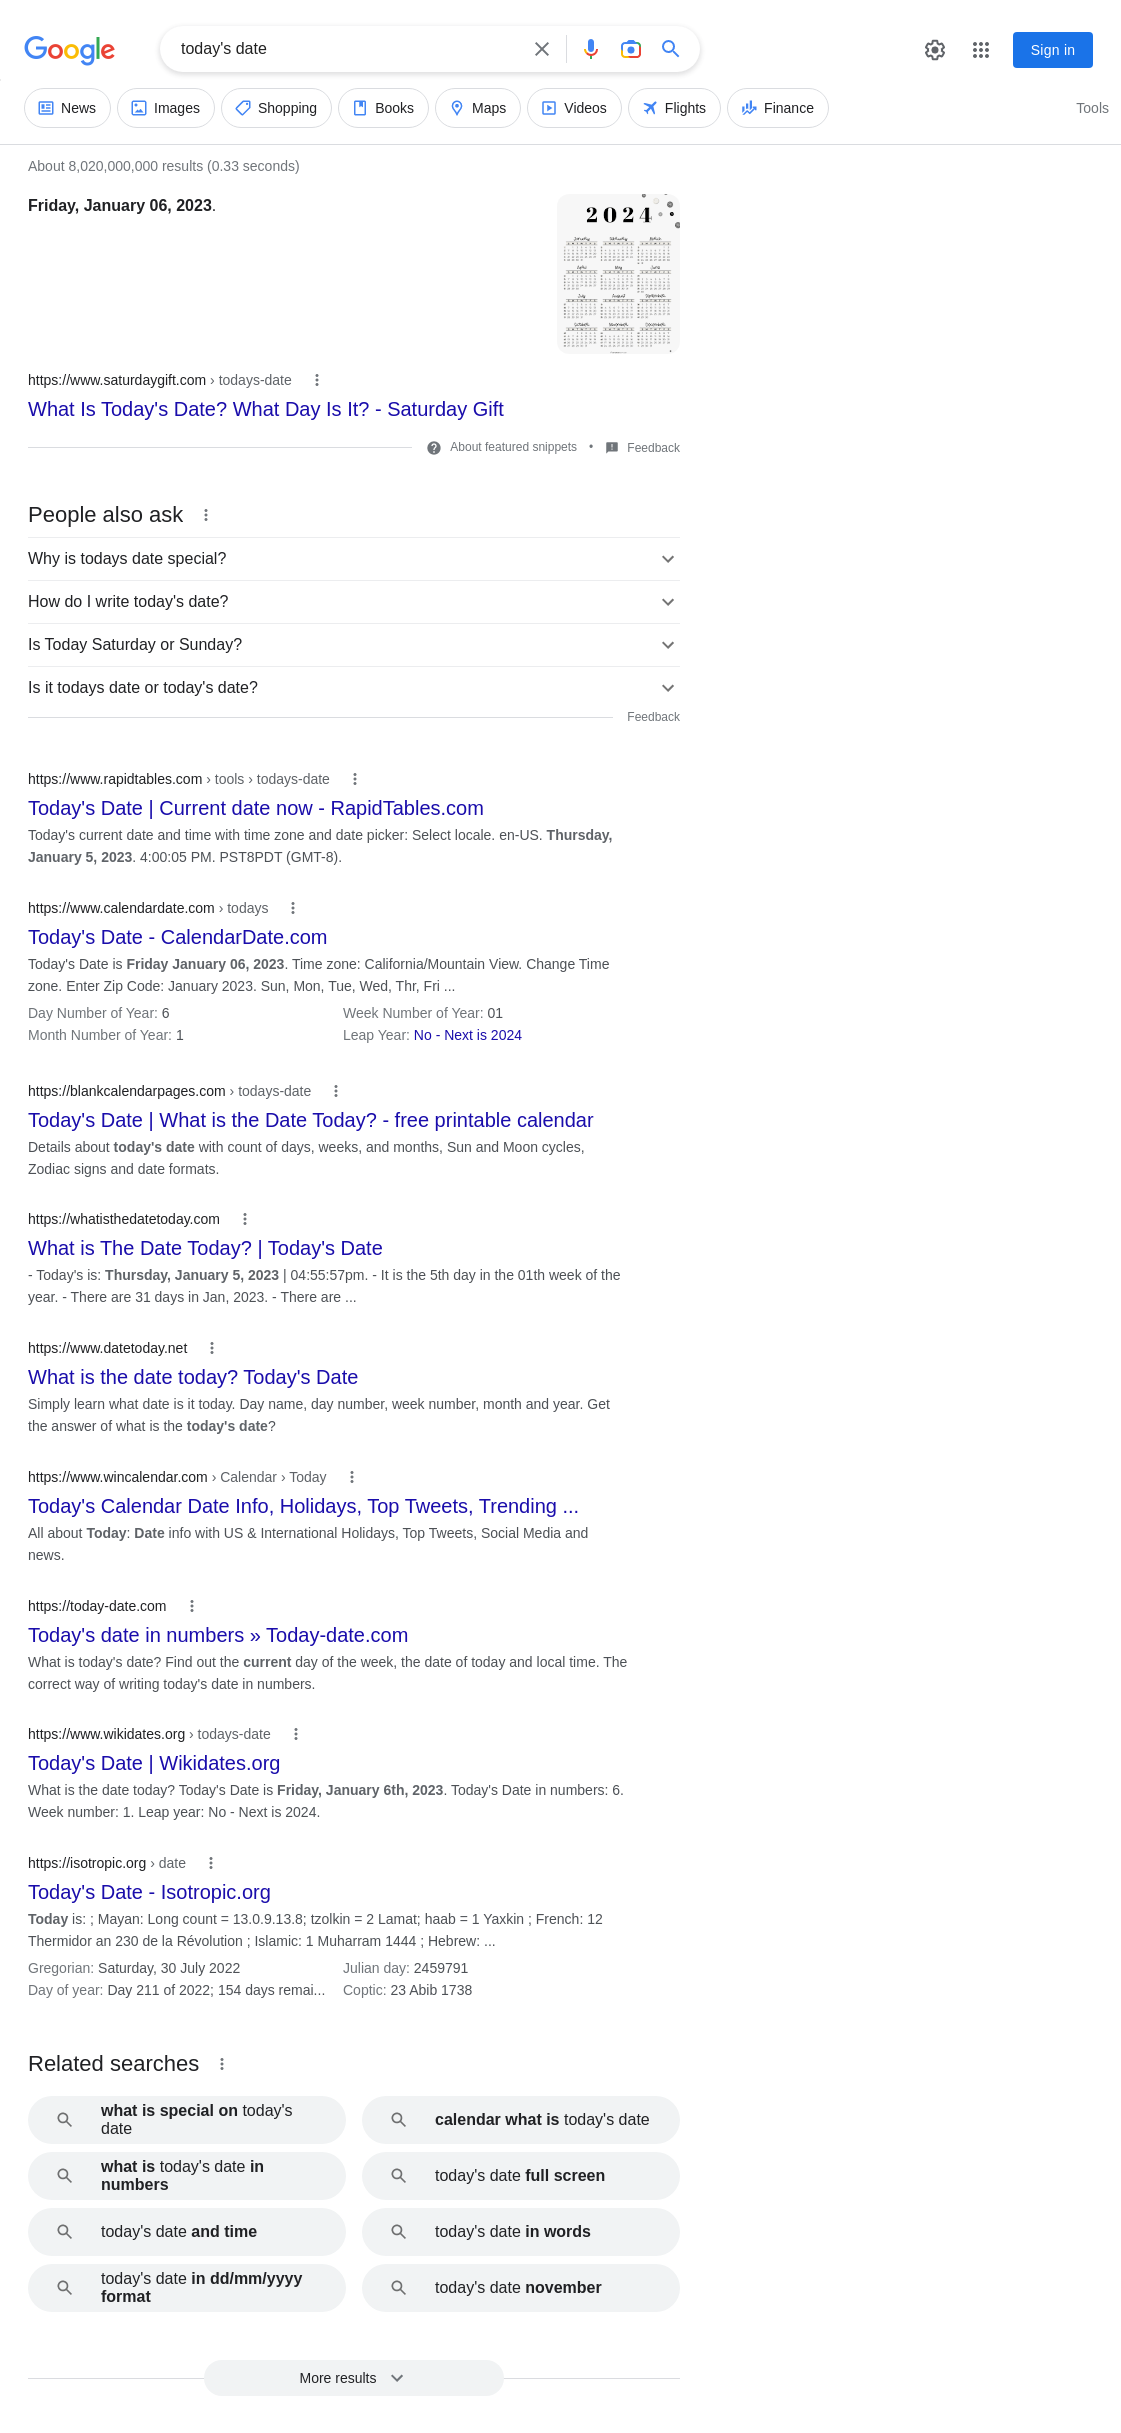 Google
today's date
Sign in
News
Images
Shopping
Books
Maps
Videos
Flights
Finance
Tools
About 8,020,000,000 results (0.33 seconds)
Friday, January 06, 2023.
2024
https://www.saturdaygift.com › todays-date
What Is Today's Date? What Day Is It? - Saturday Gift
About featured snippets • Feedback
People also ask
Why is todays date special?
How do I write today's date?
Is Today Saturday or Sunday?
Is it todays date or today's date?
Feedback
https://www.rapidtables.com › tools › todays-date
Today's Date | Current date now - RapidTables.com
Today's current date and time with time zone and date picker: Select locale. en-US. Thursday,
January 5, 2023. 4:00:05 PM. PST8PDT (GMT-8).
https://www.calendardate.com › todays
Today's Date - CalendarDate.com
Today's Date is Friday January 06, 2023. Time zone: California/Mountain View. Change Time
zone. Enter Zip Code: January 2023. Sun, Mon, Tue, Wed, Thr, Fri ...
Day Number of Year: 6 Week Number of Year: 01
Month Number of Year: 1 Leap Year: No - Next is 2024
https://blankcalendarpages.com › todays-date
Today's Date | What is the Date Today? - free printable calendar
Details about today's date with count of days, weeks, and months, Sun and Moon cycles,
Zodiac signs and date formats.
https://whatisthedatetoday.com
What is The Date Today? | Today's Date
- Today's is: Thursday, January 5, 2023 | 04:55:57pm. - It is the 5th day in the 01th week of the
year. - There are 31 days in Jan, 2023. - There are ...
https://www.datetoday.net
What is the date today? Today's Date
Simply learn what date is it today. Day name, day number, week number, month and year. Get
the answer of what is the today's date?
https://www.wincalendar.com › Calendar › Today
Today's Calendar Date Info, Holidays, Top Tweets, Trending ...
All about Today: Date info with US & International Holidays, Top Tweets, Social Media and
news.
https://today-date.com
Today's date in numbers » Today-date.com
What is today's date? Find out the current day of the week, the date of today and local time. The
correct way of writing today's date in numbers.
https://www.wikidates.org › todays-date
Today's Date | Wikidates.org
What is the date today? Today's Date is Friday, January 6th, 2023. Today's Date in numbers: 6.
Week number: 1. Leap year: No - Next is 2024.
https://isotropic.org › date
Today's Date - Isotropic.org
Today is: ; Mayan: Long count = 13.0.9.13.8; tzolkin = 2 Lamat; haab = 1 Yaxkin ; French: 12
Thermidor an 230 de la Révolution ; Islamic: 1 Muharram 1444 ; Hebrew: ...
Gregorian: Saturday, 30 July 2022 Julian day: 2459791
Day of year: Day 211 of 2022; 154 days remai... Coptic: 23 Abib 1738
Related searches
what is special on today's
date
calendar what is today's date
what is today's date in
numbers
today's date full screen
today's date and time
today's date in words
today's date in dd/mm/yyyy
format
today's date november
More results